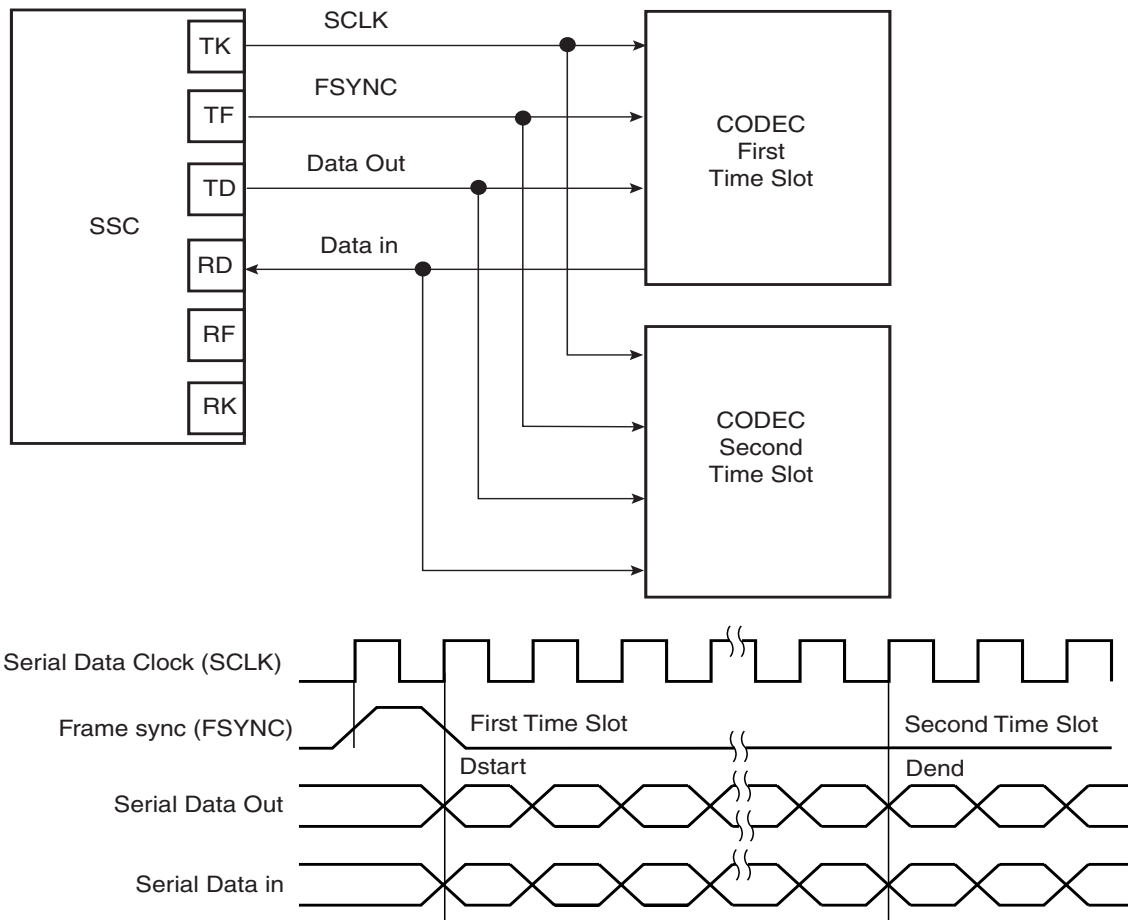 SSC
TK
TF
TD
RD
RF
RK
SCLK
FSYNC
Data Out
Data in
CODEC
First
Time Slot
CODEC
Second
Time Slot
Serial Data Clock (SCLK)
Frame sync (FSYNC)
First Time Slot
Second Time Slot
Dstart
Dend
Serial Data Out
Serial Data in